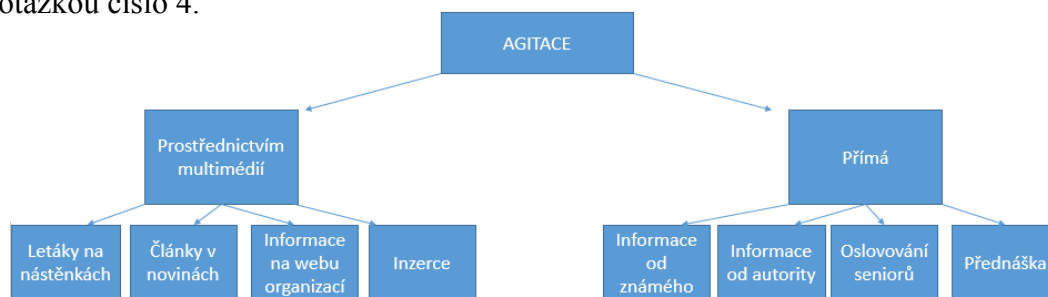 otázkou číslo 4.
AGITACE
Prostřednictvím
multimédií
Přímá
Letáky na
nástěnkách
Články v
novinách
Informace
na webu
organizací
Inzerce
Informace
od
známého
Informace
od autority
Oslovování
seniorů
Přednáška